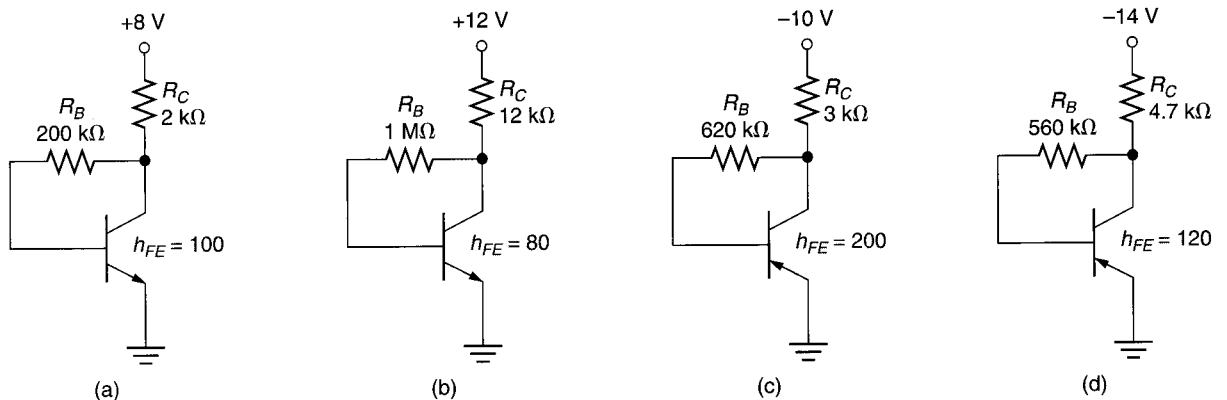 +8 V
R_C
2 kΩ
R_B
200 kΩ
h_FE = 100
(a)
+12 V
R_C
12 kΩ
R_B
1 MΩ
h_FE = 80
(b)
−10 V
R_C
3 kΩ
R_B
620 kΩ
h_FE = 200
(c)
−14 V
R_C
4.7 kΩ
R_B
560 kΩ
h_FE = 120
(d)